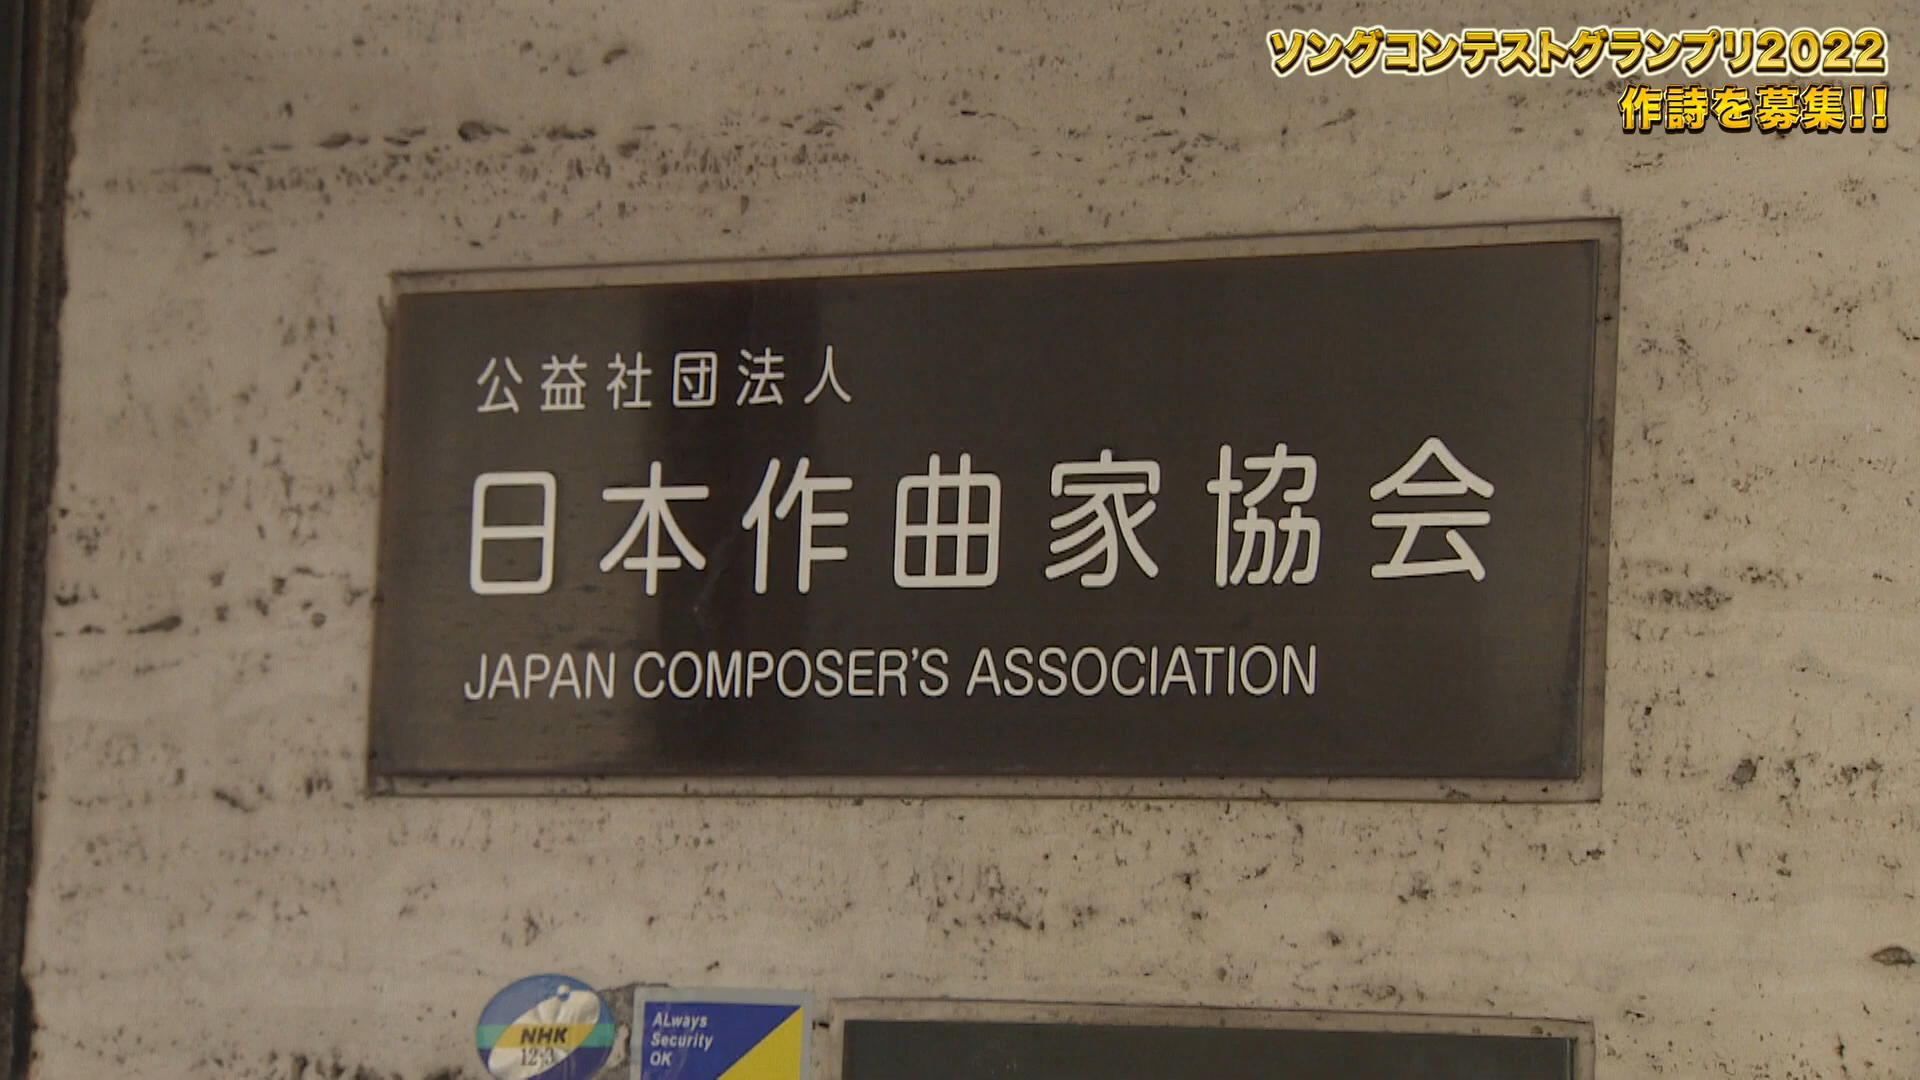 ソングコンテストグランプリ2022
作詩を募集!!
公益社団法人
日本作曲家協会
JAPAN COMPOSER'S ASSOCIATION
NHK
ALways
Security
OK